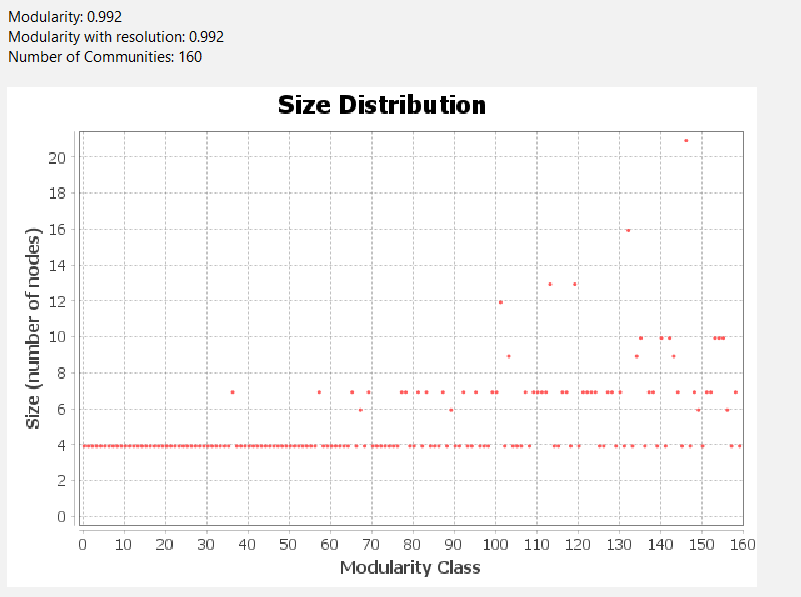 Modularity: 0.992
Modularity with resolution: 0.992
Number of Communities: 160
Size Distribution
Size (number of nodes)
20
18
16
14
12
10
8
6
4
2
0
0 10 20 30 40 50 60 70 80 90 100 110 120 130 140 150 160
Modularity Class